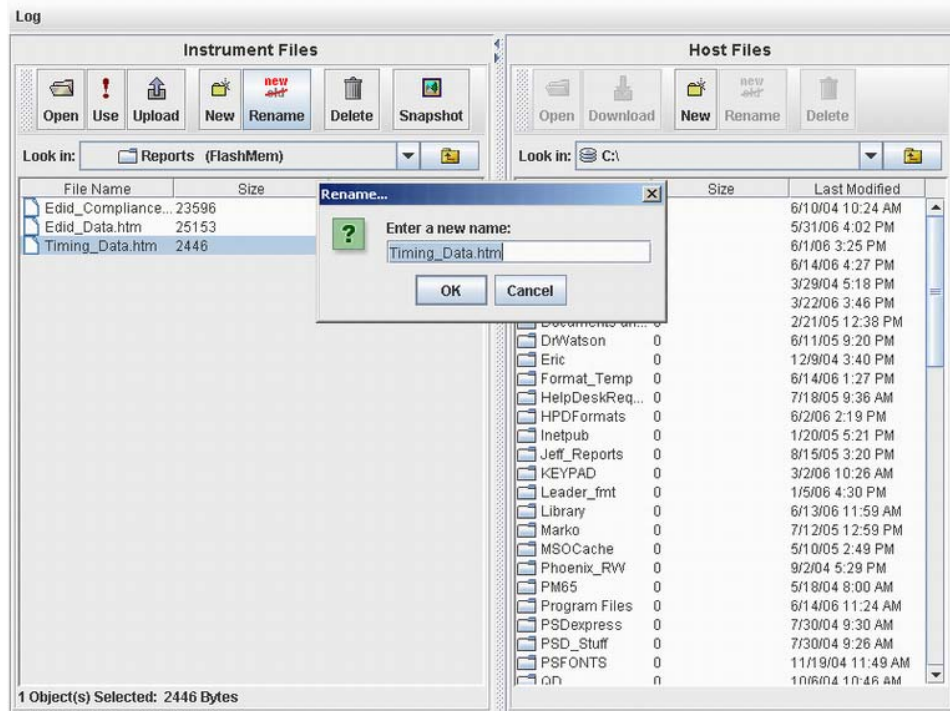 Log
Instrument Files
Open Use Upload New new old Rename Delete Snapshot
Look in: Reports (FlashMem)
File Name Size
Edid_Compliance... 23596
Edid_Data.htm 25153
Timing_Data.htm 2446
1 Object(s) Selected: 2446 Bytes
Rename...
Enter a new name:
Timing_Data.htm
OK Cancel
Host Files
Open Download New new old Rename Delete
Look in: C:\
Size Last Modified
6/10/04 10:24 AM
5/31/06 4:02 PM
6/1/06 3:25 PM
6/14/06 4:27 PM
3/29/04 5:18 PM
3/22/06 3:46 PM
Documents an... 0 2/21/05 12:38 PM
DrWatson 0 6/11/05 9:20 PM
Eric 0 12/9/04 3:40 PM
Format_Temp 0 6/14/06 1:27 PM
HelpDeskReq... 0 7/18/05 9:36 AM
HPDFormats 0 6/2/06 2:19 PM
Inetpub 0 1/20/05 5:21 PM
Jeff_Reports 0 8/15/05 3:20 PM
KEYPAD 0 3/2/06 10:26 AM
Leader_fmt 0 1/5/06 4:30 PM
Library 0 6/13/06 11:59 AM
Marko 0 7/12/05 12:59 PM
MSOCache 0 5/10/05 2:49 PM
Phoenix_RW 0 9/2/04 5:29 PM
PM65 0 5/18/04 8:00 AM
Program Files 0 6/14/06 11:24 AM
PSDexpress 0 7/30/04 9:30 AM
PSD_Stuff 0 7/30/04 9:26 AM
PSFONTS 0 11/19/04 11:49 AM
QD 0 10/6/04 10:46 AM